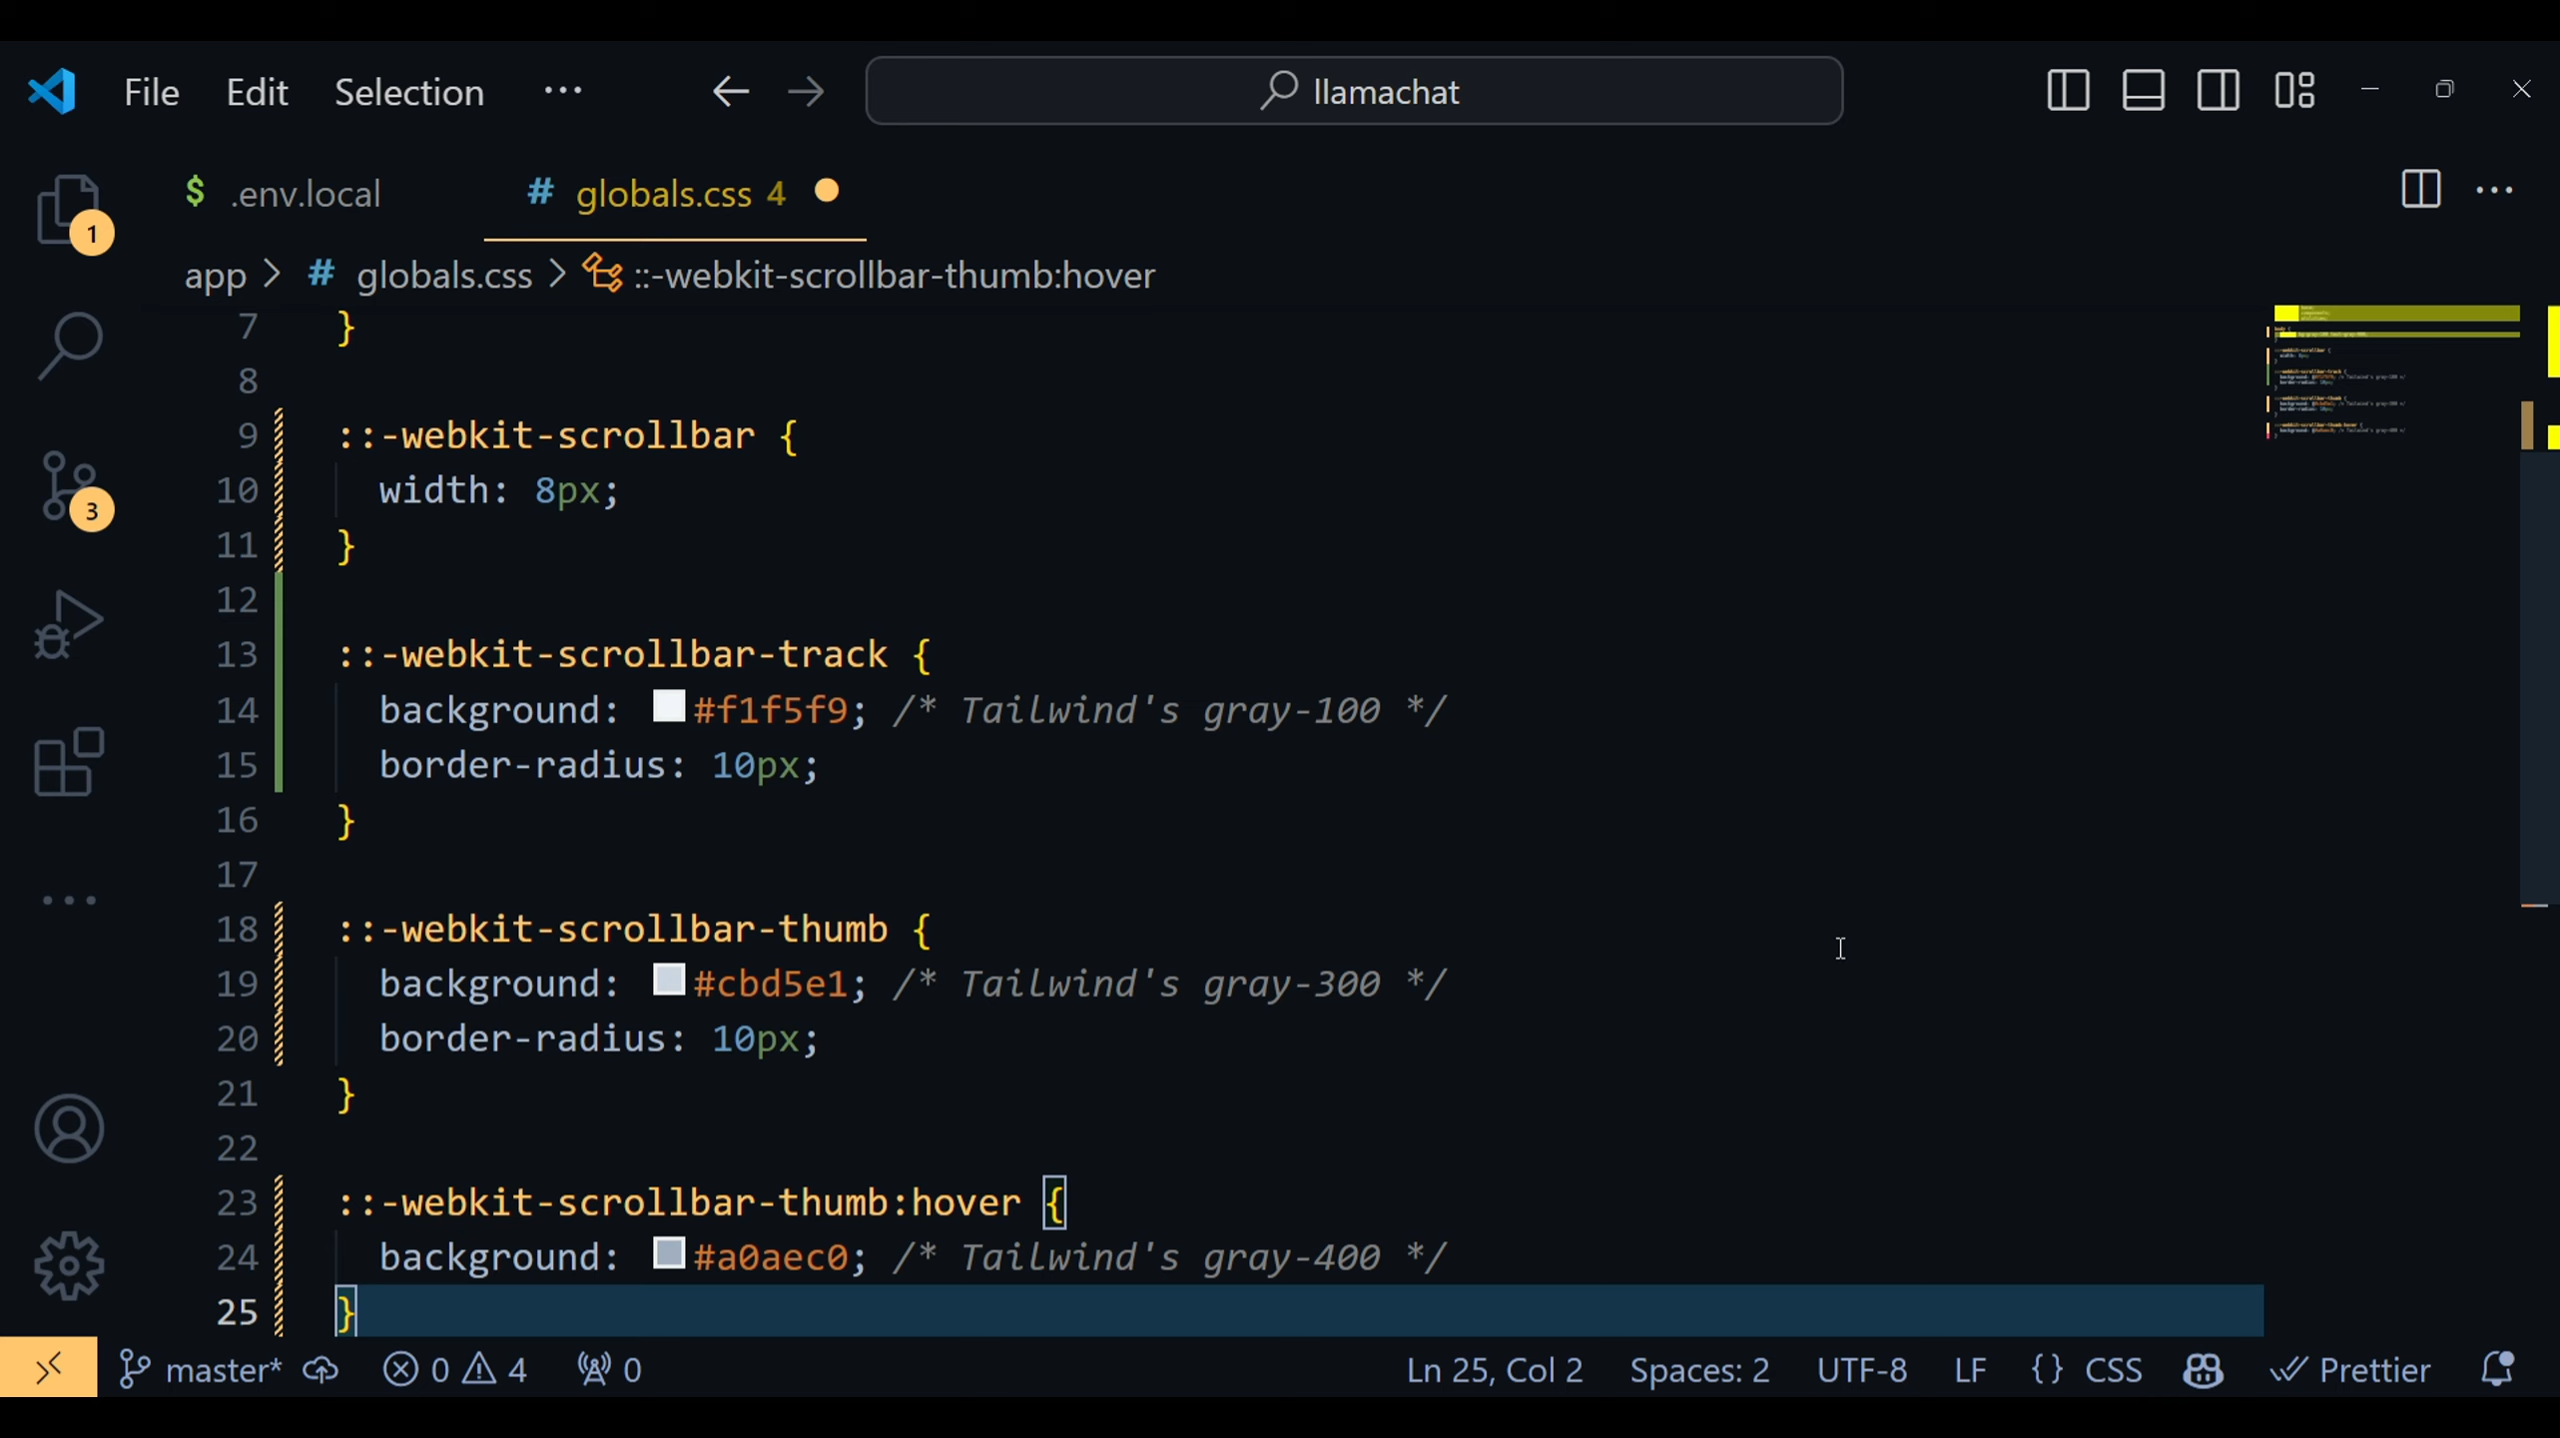 File Edit Selection ··· llamachat
$ .env.local # globals.css 4
app > # globals.css > ::-webkit-scrollbar-thumb:hover
1
3
7 }
8
9 ::-webkit-scrollbar {
10 width: 8px;
11 }
12
13 ::-webkit-scrollbar-track {
14 background: #f1f5f9; /* Tailwind's gray-100 */
15 border-radius: 10px;
16 }
17
18 ::-webkit-scrollbar-thumb {
19 background: #cbd5e1; /* Tailwind's gray-300 */
20 border-radius: 10px;
21 }
22
23 ::-webkit-scrollbar-thumb:hover {
24 background: #a0aec0; /* Tailwind's gray-400 */
25 }
master* 0 4 0 Ln 25, Col 2 Spaces: 2 UTF-8 LF {} CSS Prettier